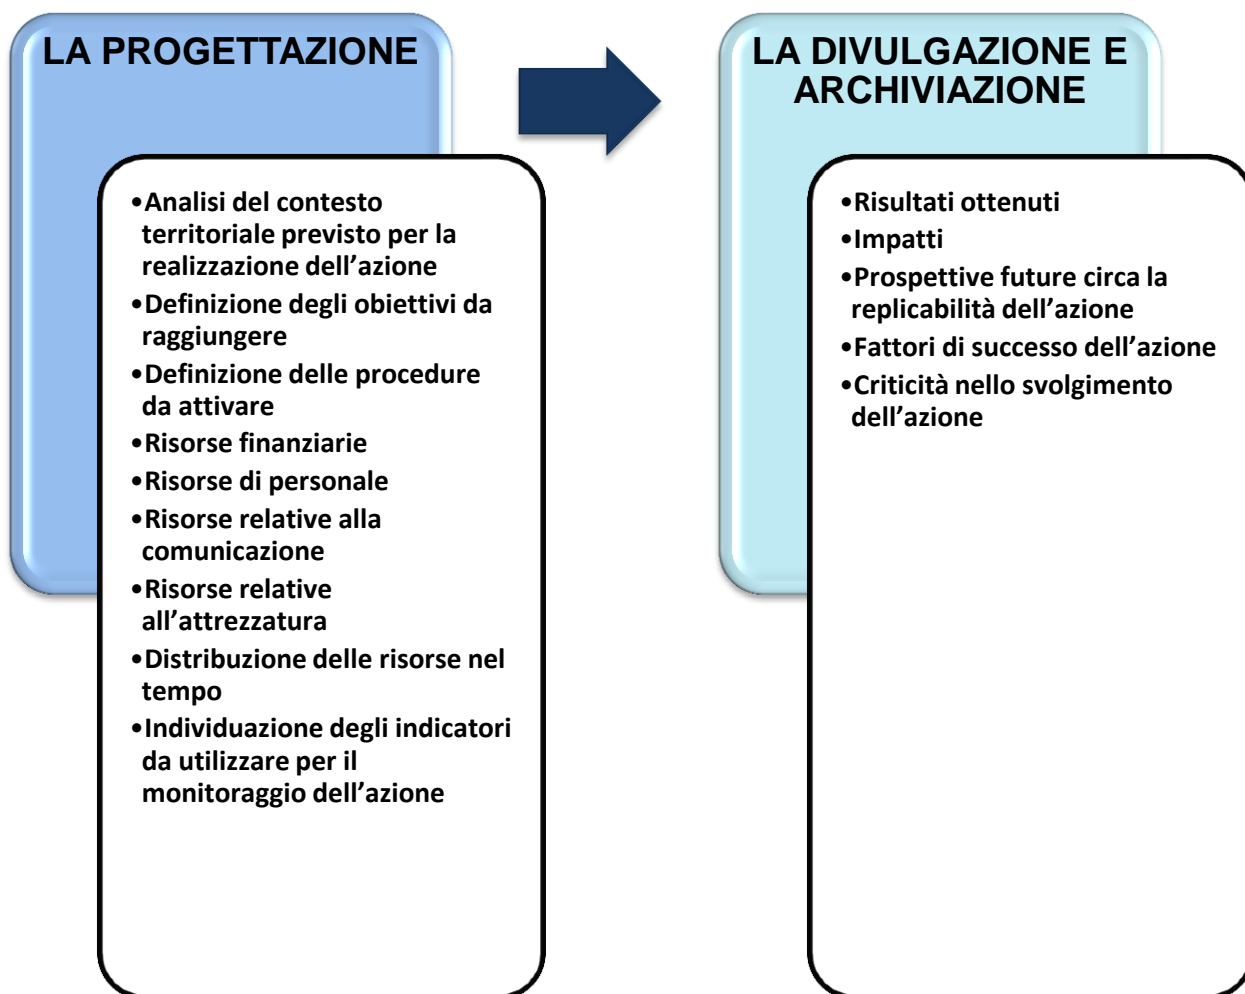 LA PROGETTAZIONE
•Analisi del contesto
territoriale previsto per la
realizzazione dell’azione
•Definizione degli obiettivi da
raggiungere
•Definizione delle procedure
da attivare
•Risorse finanziarie
•Risorse di personale
•Risorse relative alla
comunicazione
•Risorse relative
all’attrezzatura
•Distribuzione delle risorse nel
tempo
•Individuazione degli indicatori
da utilizzare per il
monitoraggio dell’azione
LA DIVULGAZIONE E
ARCHIVIAZIONE
•Risultati ottenuti
•Impatti
•Prospettive future circa la
replicabilità dell’azione
•Fattori di successo dell’azione
•Criticità nello svolgimento
dell’azione